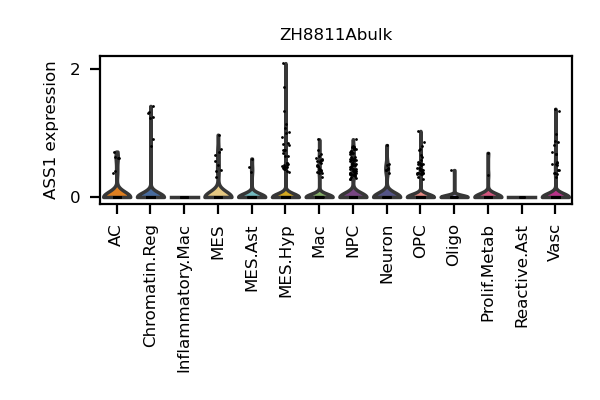 ZH8811Abulk
ASS1 expression
2
0
AC
Chromatin.Reg
Inflammatory.Mac
MES
MES.Ast
MES.Hyp
Mac
NPC
Neuron
OPC
Oligo
Prolif.Metab
Reactive.Ast
Vasc